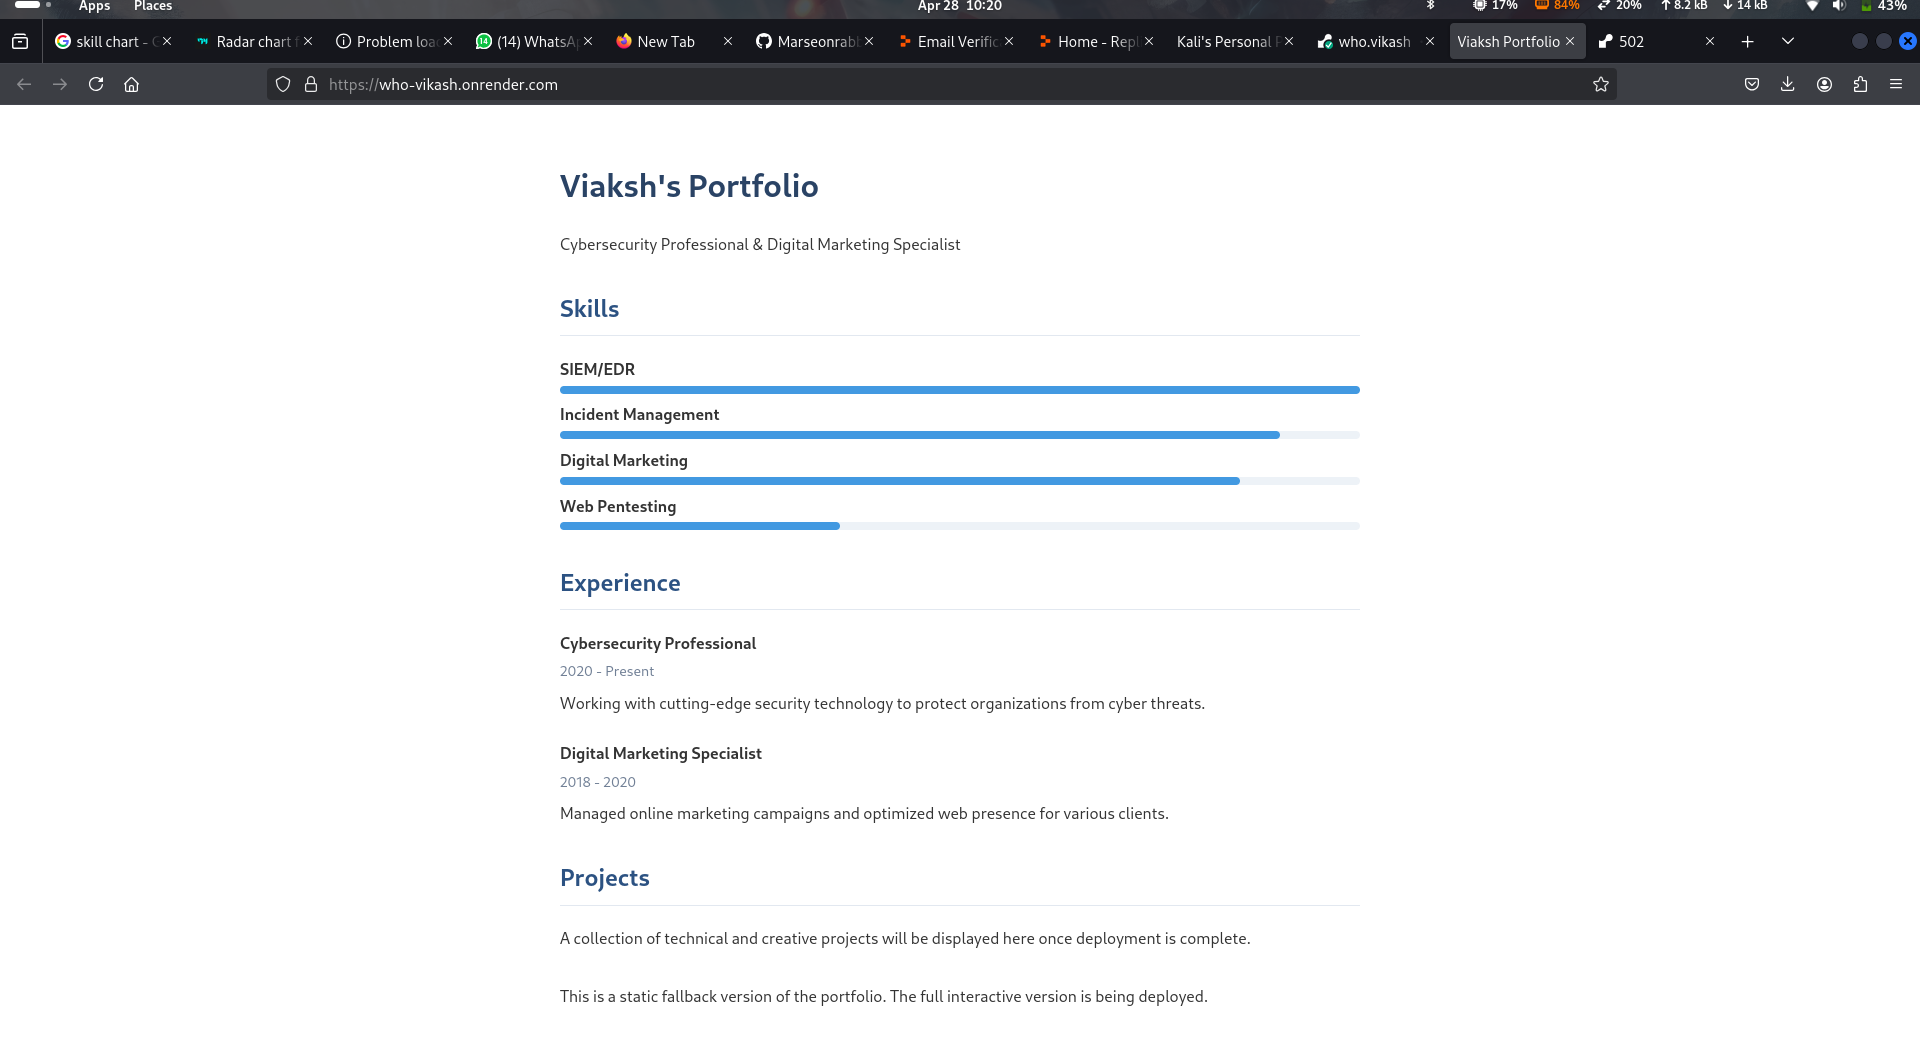 Apps Places Apr 28 10:20 17% 84% 20% 8.2 kB 14 kB 43%
skill chart - Radar chart Problem loa (14) WhatsA New Tab Marseonrab Email Verific Home - Repl Kali's Personal who.vikash Viaksh Portfolio 502
https://who-vikash.onrender.com
Viaksh's Portfolio
Cybersecurity Professional & Digital Marketing Specialist
Skills
SIEM/EDR
Incident Management
Digital Marketing
Web Pentesting
Experience
Cybersecurity Professional
2020 - Present
Working with cutting-edge security technology to protect organizations from cyber threats.
Digital Marketing Specialist
2018 - 2020
Managed online marketing campaigns and optimized web presence for various clients.
Projects
A collection of technical and creative projects will be displayed here once deployment is complete.
This is a static fallback version of the portfolio. The full interactive version is being deployed.